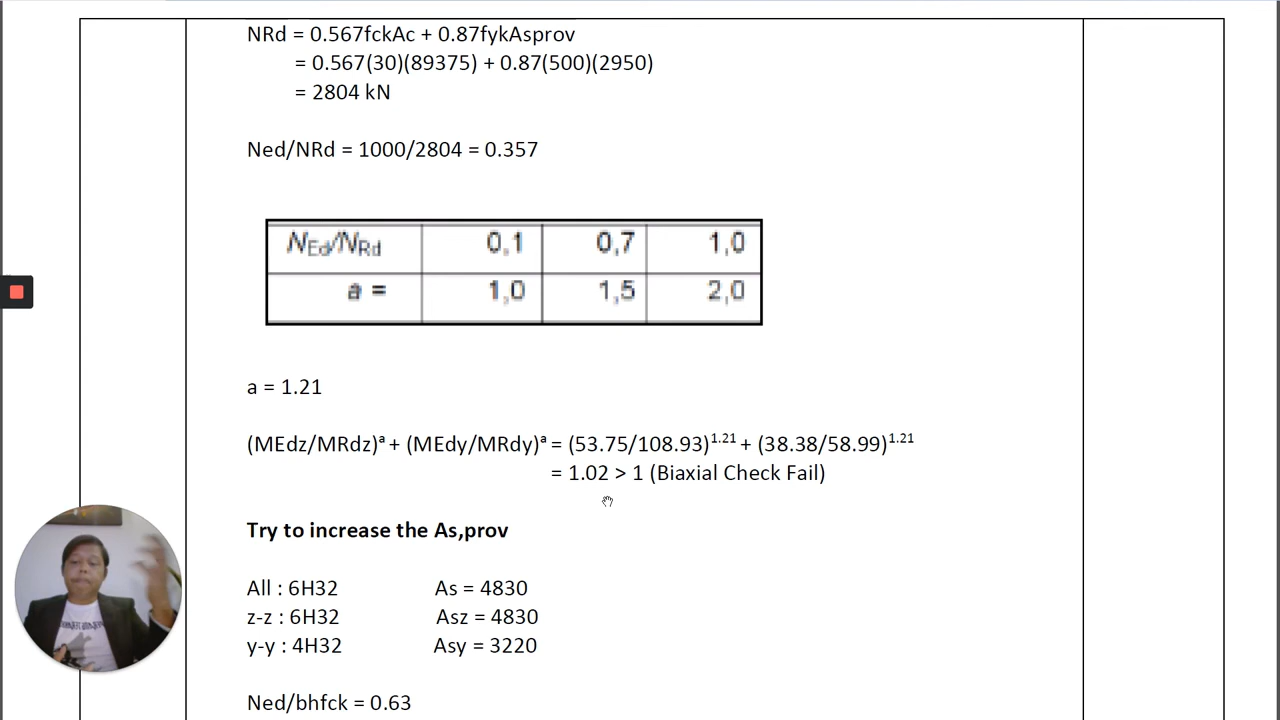 NRd = 0.567fckAc + 0.87fykAsprov
= 0.567(30)(89375) + 0.87(500)(2950)
= 2804 kN
Ned/NRd = 1000/2804 = 0.357
NEd/NRd 0,1 0,7 1,0
a = 1,0 1,5 2,0
a = 1.21
(MEdz/MRdz)ᵃ + (MEdy/MRdy)ᵃ = (53.75/108.93)¹·²¹ + (38.38/58.99)¹·²¹
= 1.02 > 1 (Biaxial Check Fail)
Try to increase the As,prov
All : 6H32 As = 4830
z-z : 6H32 Asz = 4830
y-y : 4H32 Asy = 3220
Ned/bhfck = 0.63